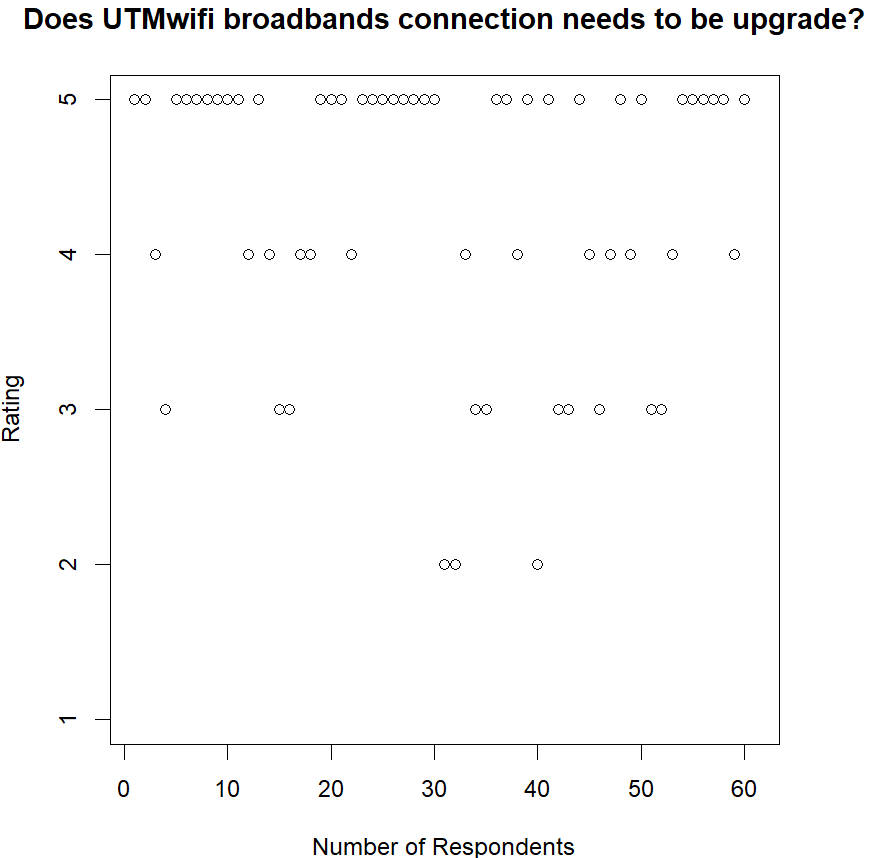 Does UTMwifi broadbands connection needs to be upgrade?
5
4
3
2
1
Rating
0 10 20 30 40 50 60
Number of Respondents